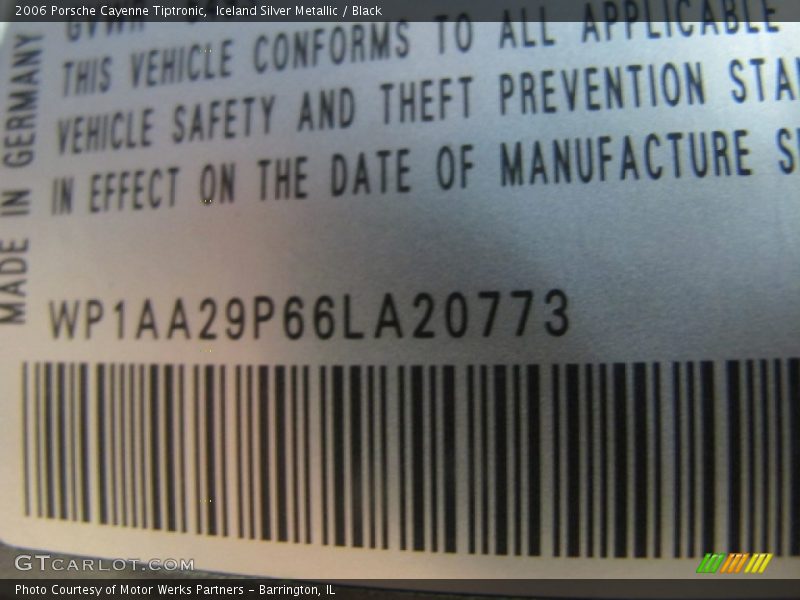 2006 Porsche Cayenne Tiptronic, Iceland Silver Metallic / Black
THIS VEHICLE CONFORMS TO ALL APPLICABLE
VEHICLE SAFETY AND THEFT PREVENTION
IN EFFECT ON THE DATE OF MANUFACTURE
MADE IN GERMANY
WP1AA29P66LA20773
GTCARLOT.COM
Photo Courtesy of Motor Werks Partners – Barrington, IL